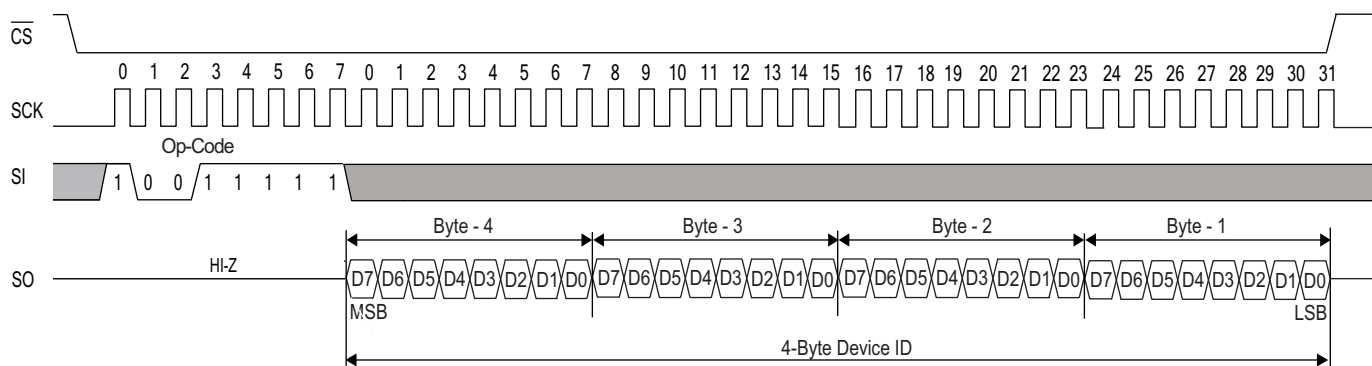 CS
0 1 2 3 4 5 6 7 0 1 2 3 4 5 6 7 8 9 10 11 12 13 14 15 16 17 18 19 20 21 22 23 24 25 26 27 28 29 30 31
SCK
Op-Code
SI 1 0 0 1 1 1 1 1
Byte - 4 Byte - 3 Byte - 2 Byte - 1
HI-Z
SO D7 D6 D5 D4 D3 D2 D1 D0 D7 D6 D5 D4 D3 D2 D1 D0 D7 D6 D5 D4 D3 D2 D1 D0 D7 D6 D5 D4 D3 D2 D1 D0
MSB LSB
4-Byte Device ID